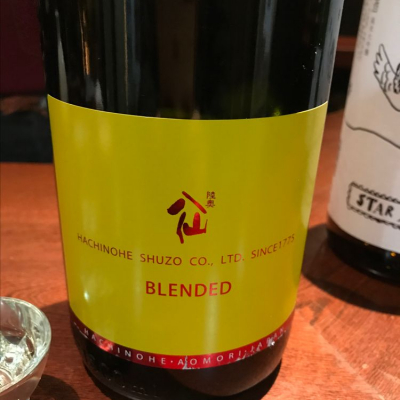 陸奥
八仙
HACHINOHE SHUZO CO., LTD. SINCE1775
BLENDED
HACHINOHE・AOMORI・JAPAN
STAR